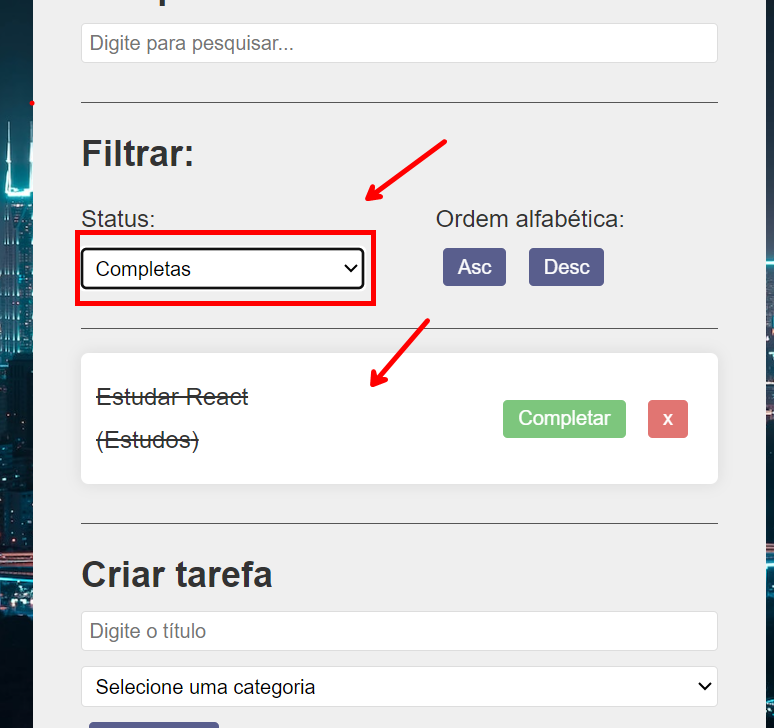 Digite para pesquisar...
Filtrar:
Status:
Ordem alfabética:
Completas
Asc
Desc
Estudar React
(Estudos)
Completar
x
Criar tarefa
Digite o título
Selecione uma categoria